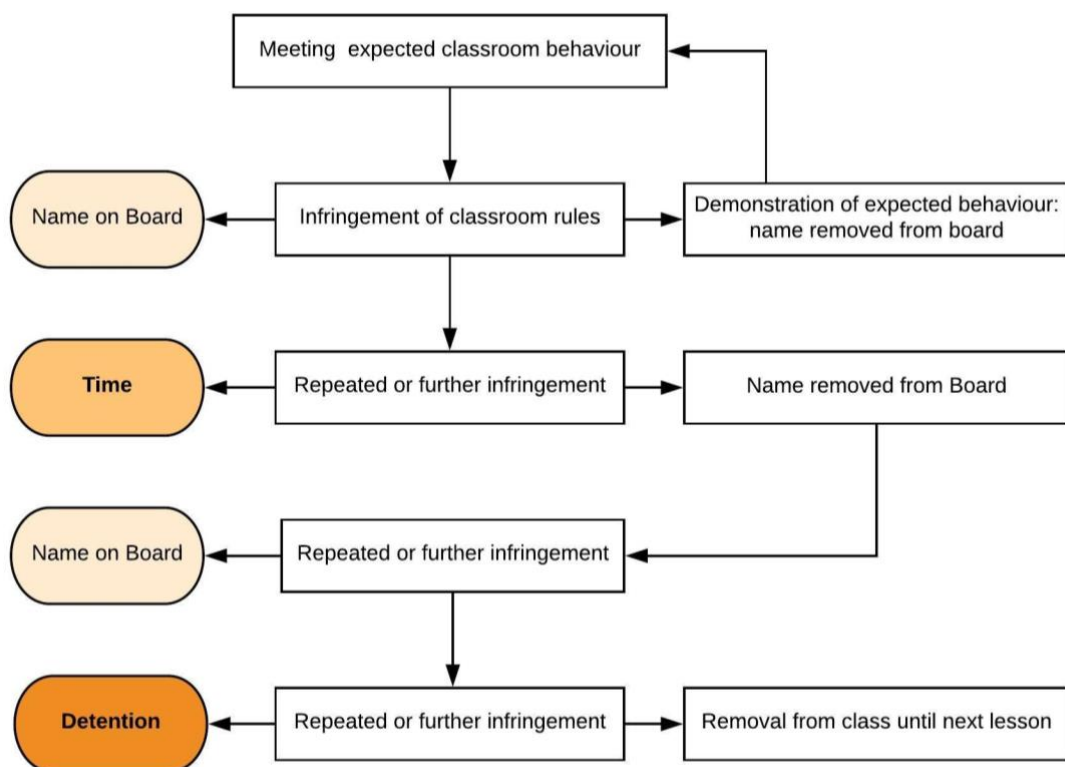 Meeting expected classroom behaviour
Name on Board
Infringement of classroom rules
Demonstration of expected behaviour:
name removed from board
Time
Repeated or further infringement
Name removed from Board
Name on Board
Repeated or further infringement
Detention
Repeated or further infringement
Removal from class until next lesson